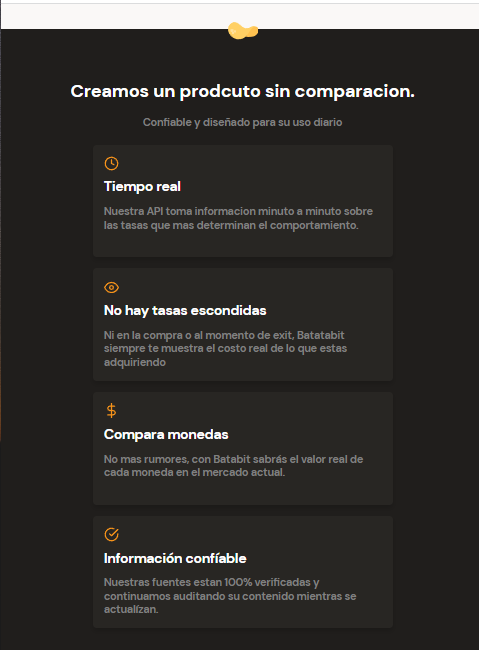 Creamos un prodcuto sin comparacion.
Confiable y diseñado para su uso diario
Tiempo real
Nuestra API toma informacion minuto a minuto sobre
las tasas que mas determinan el comportamiento.
No hay tasas escondidas
Ni en la compra o al momento de exit, Batatabit
siempre te muestra el costo real de lo que estas
adquiriendo
Compara monedas
No mas rumores, con Batabit sabrás el valor real de
cada moneda en el mercado actual.
Información confíable
Nuestras fuentes estan 100% verificadas y
continuamos auditando su contenido mientras se
actualízan.